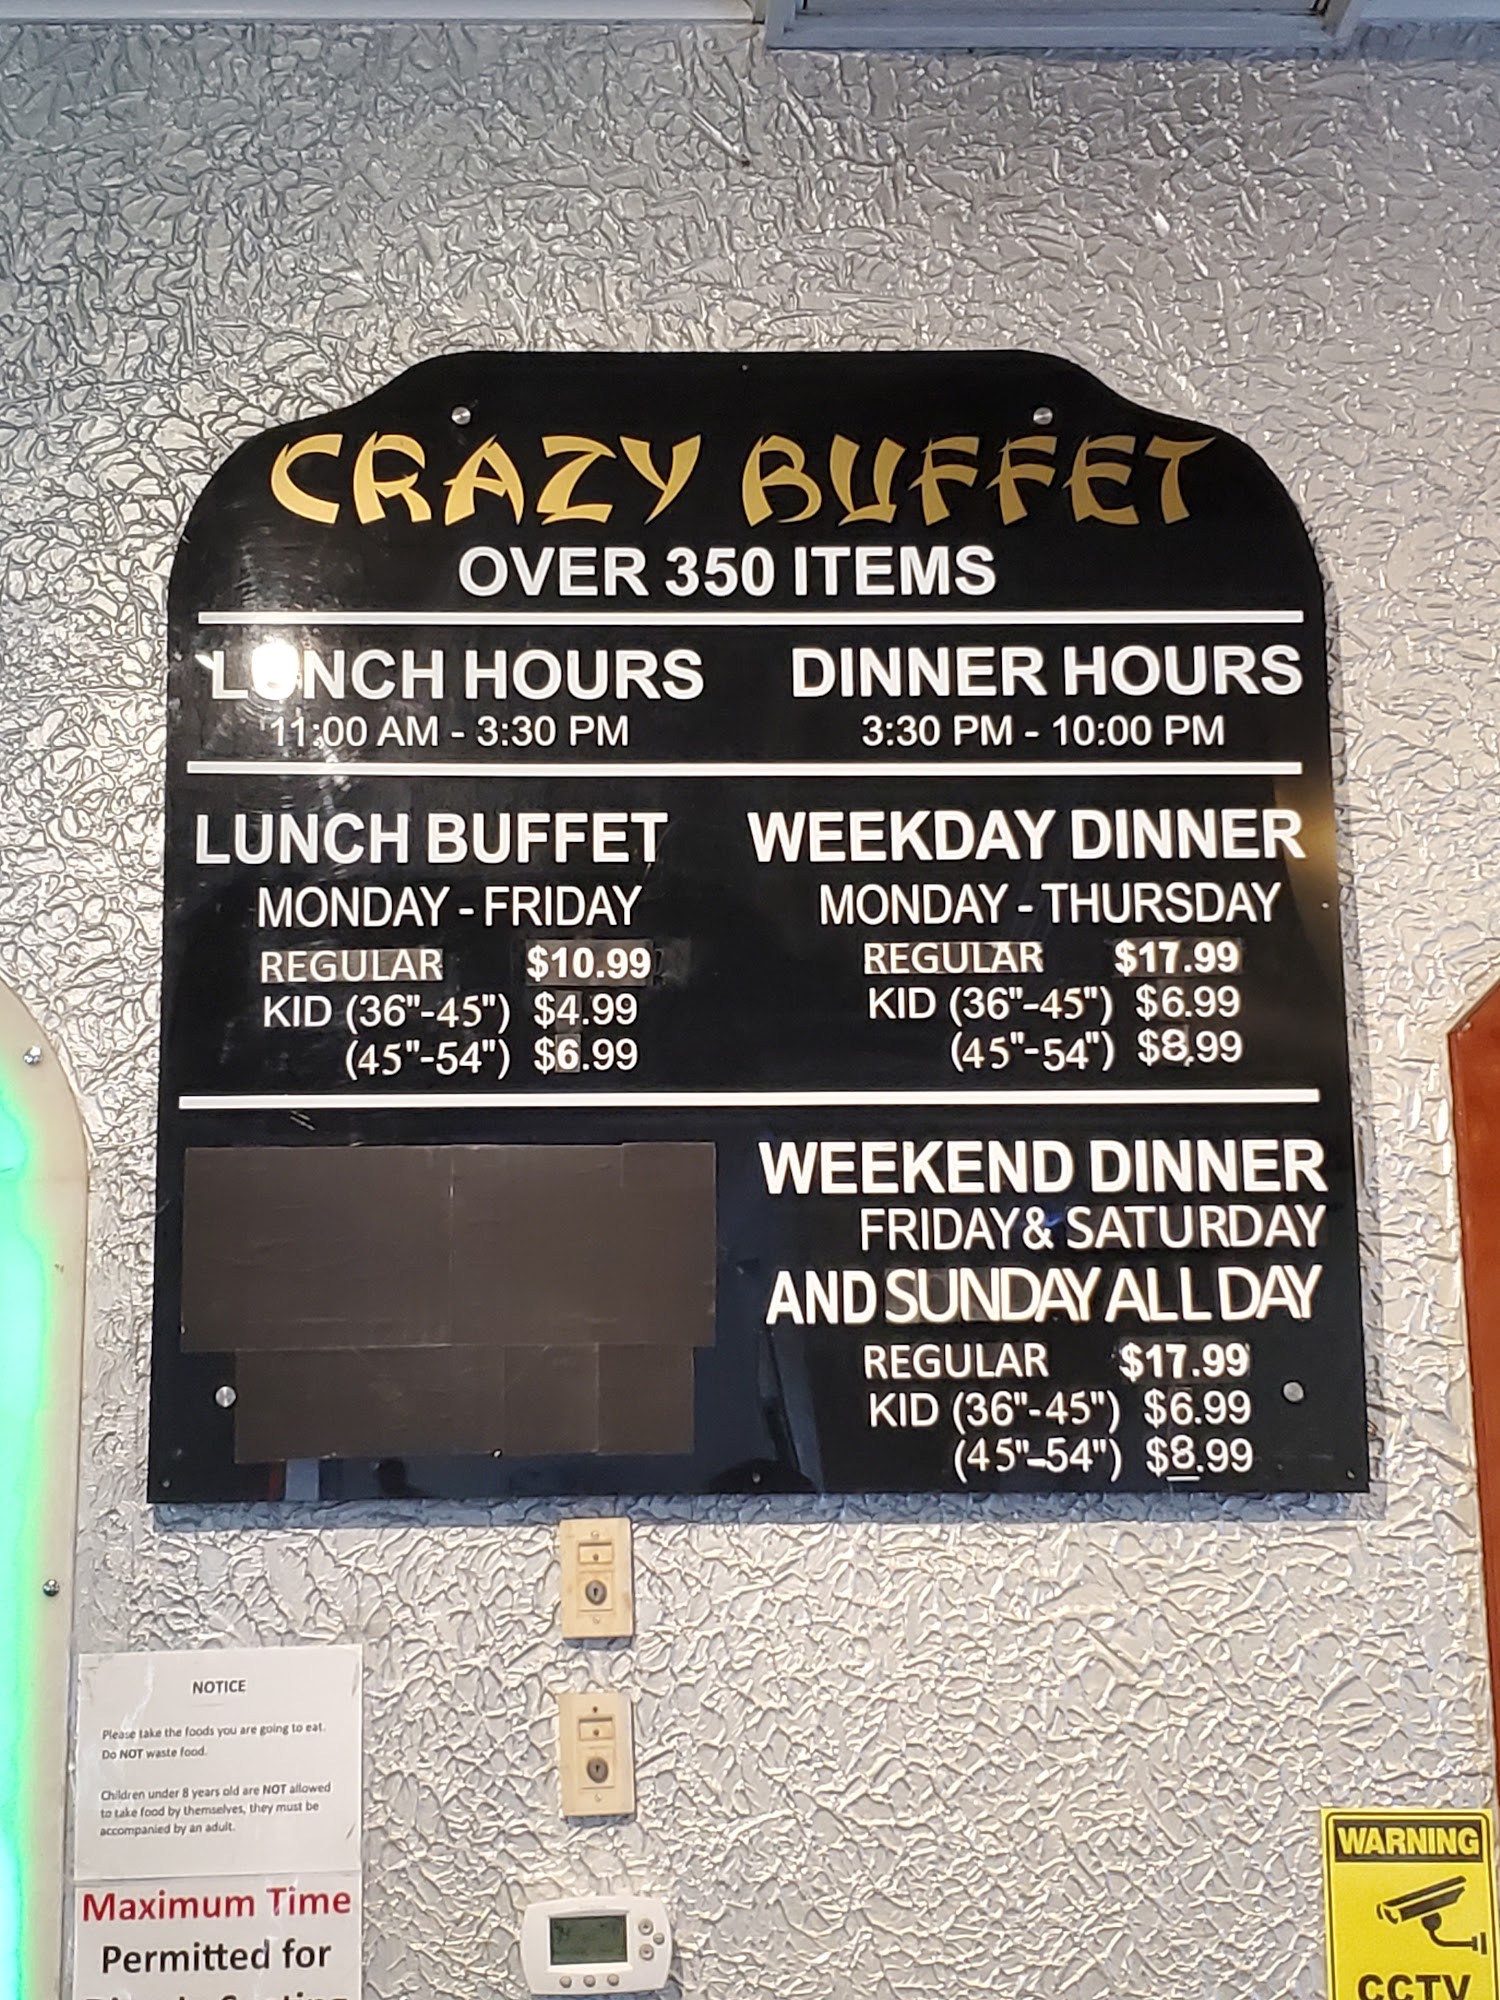 CRAZY BUFFET
OVER 350 ITEMS
LUNCH HOURS
11:00 AM - 3:30 PM
DINNER HOURS
3:30 PM - 10:00 PM
LUNCH BUFFET
MONDAY - FRIDAY
REGULAR $10.99
KID (36"-45") $4.99
(45"-54") $6.99
WEEKDAY DINNER
MONDAY - THURSDAY
REGULAR $17.99
KID (36"-45") $6.99
(45"-54") $8.99
WEEKEND DINNER
FRIDAY & SATURDAY
AND SUNDAY ALL DAY
REGULAR $17.99
KID (36"-45") $6.99
(45"-54") $8.99
NOTICE
Please take the foods you are going to eat.
Do NOT waste food.
Children under 8 years old are NOT allowed
to take food by themselves, they must be
accompanied by an adult.
Maximum Time
Permitted for
WARNING
CCTV